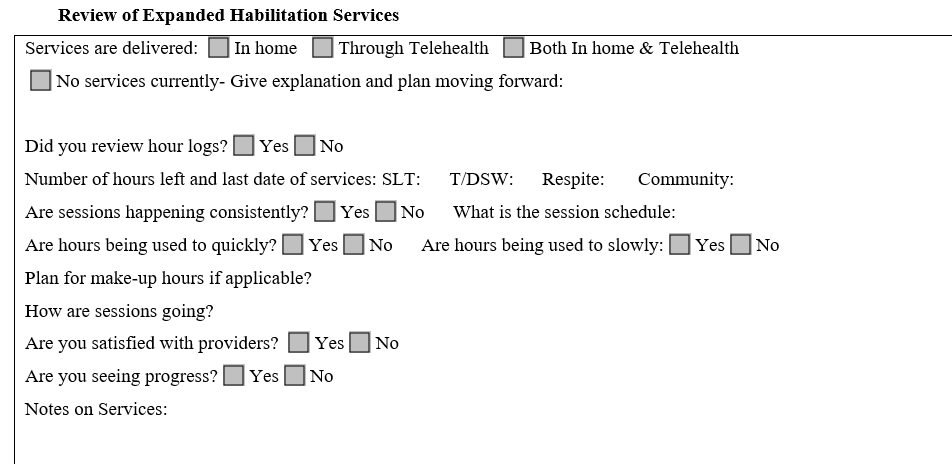 Review of Expanded Habilitation Services
Services are delivered: In home Through Telehealth Both In home & Telehealth
No services currently- Give explanation and plan moving forward:
Did you review hour logs? Yes No
Number of hours left and last date of services: SLT: T/DSW: Respite: Community:
Are sessions happening consistently? Yes No What is the session schedule:
Are hours being used to quickly? Yes No Are hours being used to slowly: Yes No
Plan for make-up hours if applicable?
How are sessions going?
Are you satisfied with providers? Yes No
Are you seeing progress? Yes No
Notes on Services: